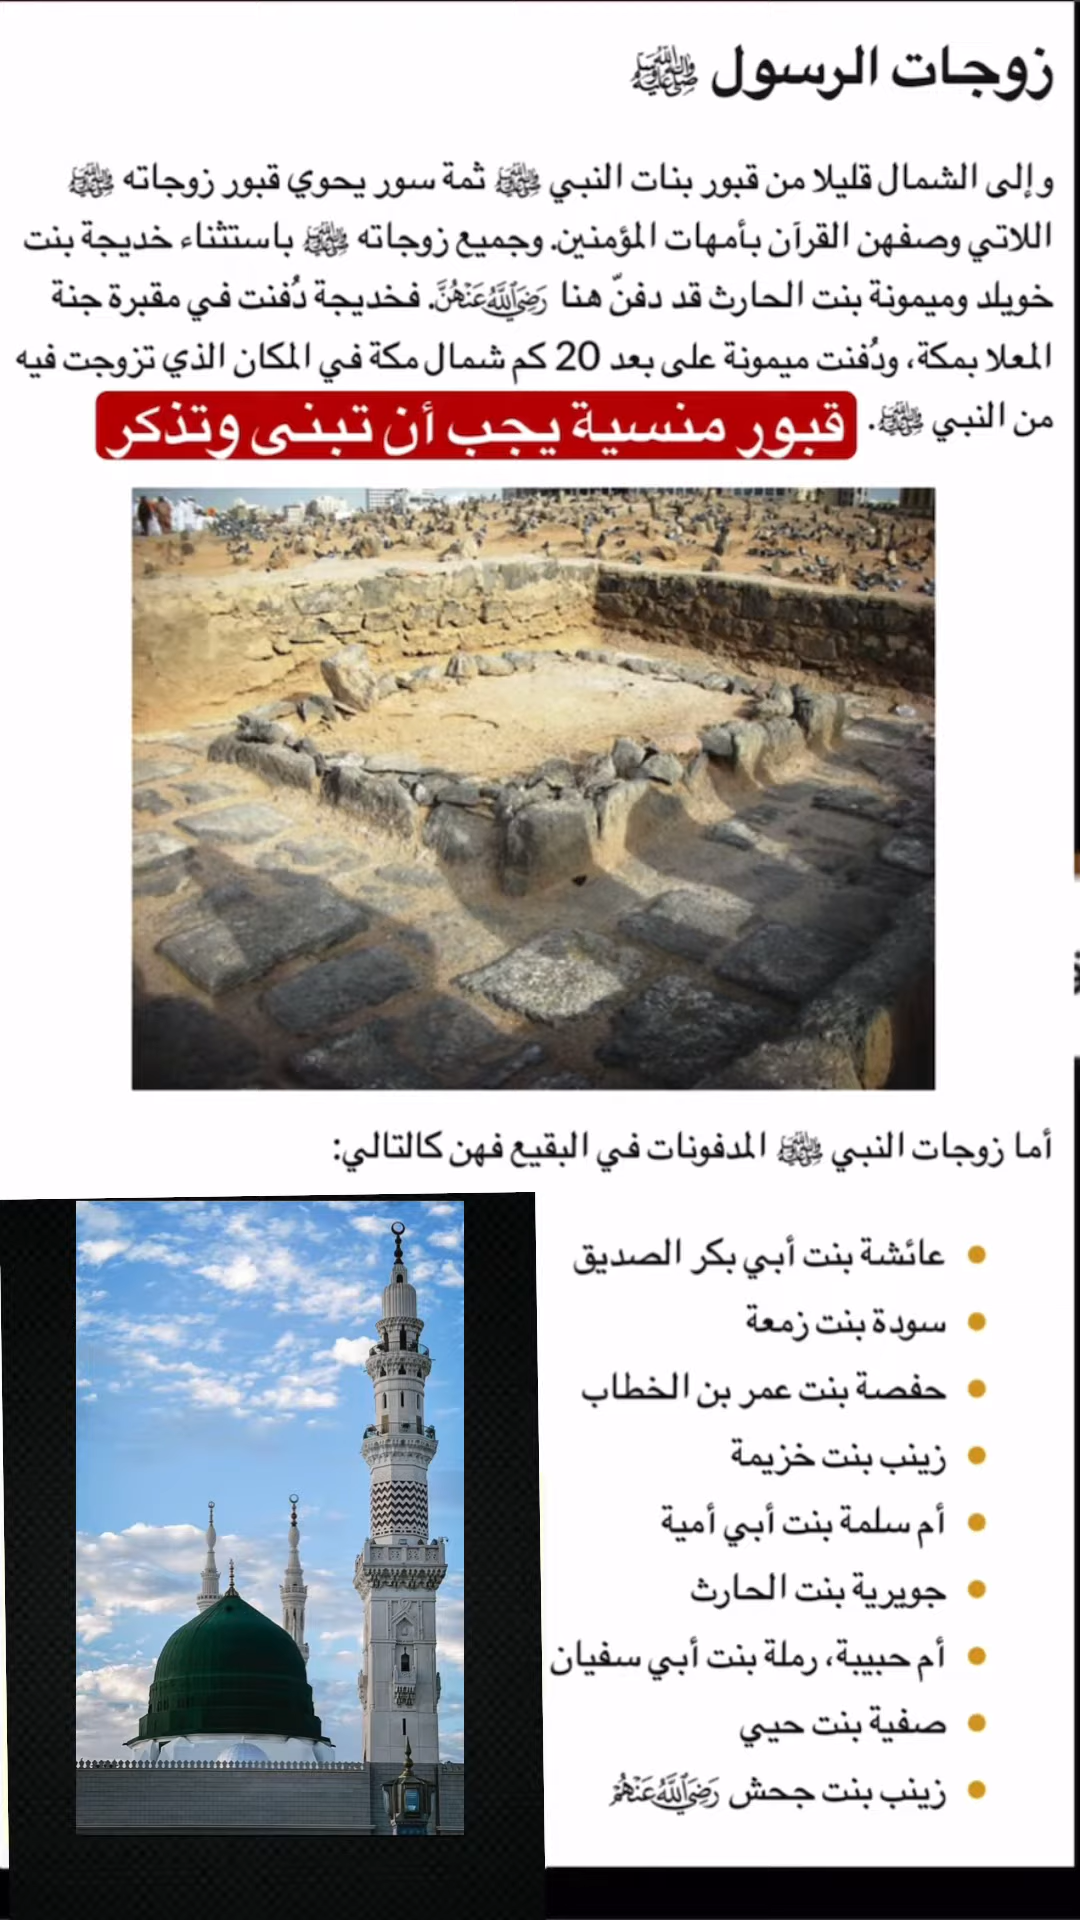 زوجات الرسول ﷺ
وإلى الشمال قليلا من قبور بنات النبي ﷺ ثمة سور يحوي قبور زوجاته ﷺ
اللاتي وصفهن القرآن بأمهات المؤمنين. وجميع زوجاته ﷺ باستثناء خديجة بنت
خويلد وميمونة بنت الحارث قد دفنّ هنا رَضِيَ اللَّهُ عَنْهُنَّ. فخديجة دُفنت في مقبرة جنة
المعلا بمكة، ودُفنت ميمونة على بعد 20 كم شمال مكة في المكان الذي تزوجت فيه
من النبي ﷺ.
قبور منسية يجب أن تبنى وتذكر
أما زوجات النبي ﷺ المدفونات في البقيع فهن كالتالي:
• عائشة بنت أبي بكر الصديق
• سودة بنت زمعة
• حفصة بنت عمر بن الخطاب
• زينب بنت خزيمة
• أم سلمة بنت أبي أمية
• جويرية بنت الحارث
• أم حبيبة، رملة بنت أبي سفيان
• صفية بنت حيي
• زينب بنت جحش رَضِيَ اللَّهُ عَنْهُمْ